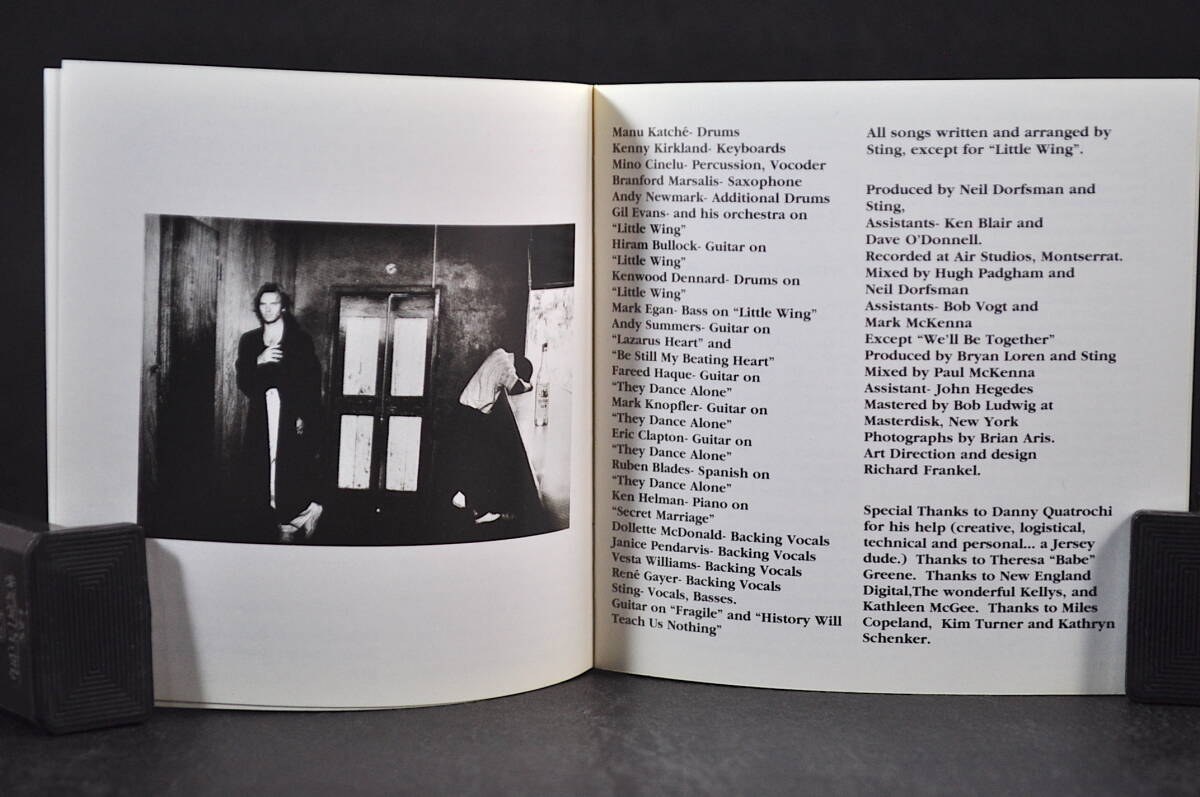 Manu Katché- Drums
Kenny Kirkland- Keyboards
Mino Cinelu- Percussion, Vocoder
Branford Marsalis- Saxophone
Andy Newmark- Additional Drums
Gil Evans- and his orchestra on
“Little Wing”
Hiram Bullock- Guitar on
“Little Wing”
Kenwood Dennard- Drums on
“Little Wing”
Mark Egan- Bass on “Little Wing”
Andy Summers- Guitar on
“Lazarus Heart” and
“Be Still My Beating Heart”
Fareed Haque- Guitar on
“They Dance Alone”
Mark Knopfler- Guitar on
“They Dance Alone”
Eric Clapton- Guitar on
“They Dance Alone”
Ruben Blades- Spanish on
“They Dance Alone”
Ken Helman- Piano on
“Secret Marriage”
Dollette McDonald- Backing Vocals
Janice Pendarvis- Backing Vocals
Vesta Williams- Backing Vocals
René Gayer- Backing Vocals
Sting- Vocals, Basses.
Guitar on “Fragile” and “History Will
Teach Us Nothing”
All songs written and arranged by
Sting, except for “Little Wing”.
Produced by Neil Dorfsman and
Sting,
Assistants- Ken Blair and
Dave O’Donnell.
Recorded at Air Studios, Montserrat.
Mixed by Hugh Padgham and
Neil Dorfsman
Assistants- Bob Vogt and
Mark McKenna
Except “We’ll Be Together”
Produced by Bryan Loren and Sting
Mixed by Paul McKenna
Assistant- John Hegedes
Mastered by Bob Ludwig at
Masterdisk, New York
Photographs by Brian Aris.
Art Direction and design
Richard Frankel.
Special Thanks to Danny Quatrochi
for his help (creative, logistical,
technical and personal... a Jersey
dude.)  Thanks to Theresa “Babe”
Greene.  Thanks to New England
Digital,The wonderful Kellys, and
Kathleen McGee.  Thanks to Miles
Copeland,  Kim Turner and Kathryn
Schenker.